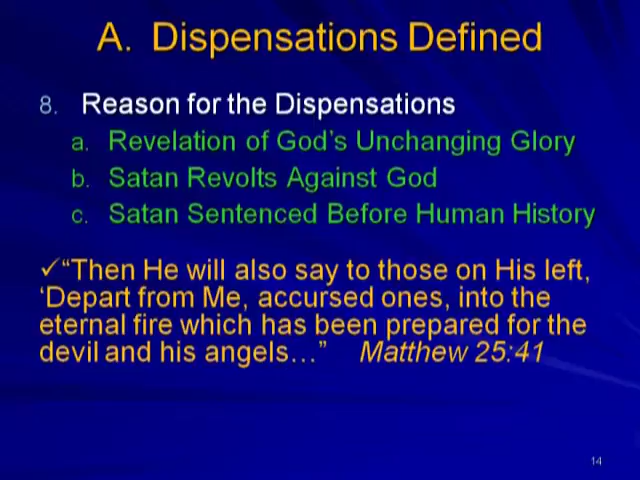 A. Dispensations Defined
8. Reason for the Dispensations
a. Revelation of God's Unchanging Glory
b. Satan Revolts Against God
c. Satan Sentenced Before Human History
✓“Then He will also say to those on His left,
‘Depart from Me, accursed ones, into the
eternal fire which has been prepared for the
devil and his angels…” Matthew 25:41
14